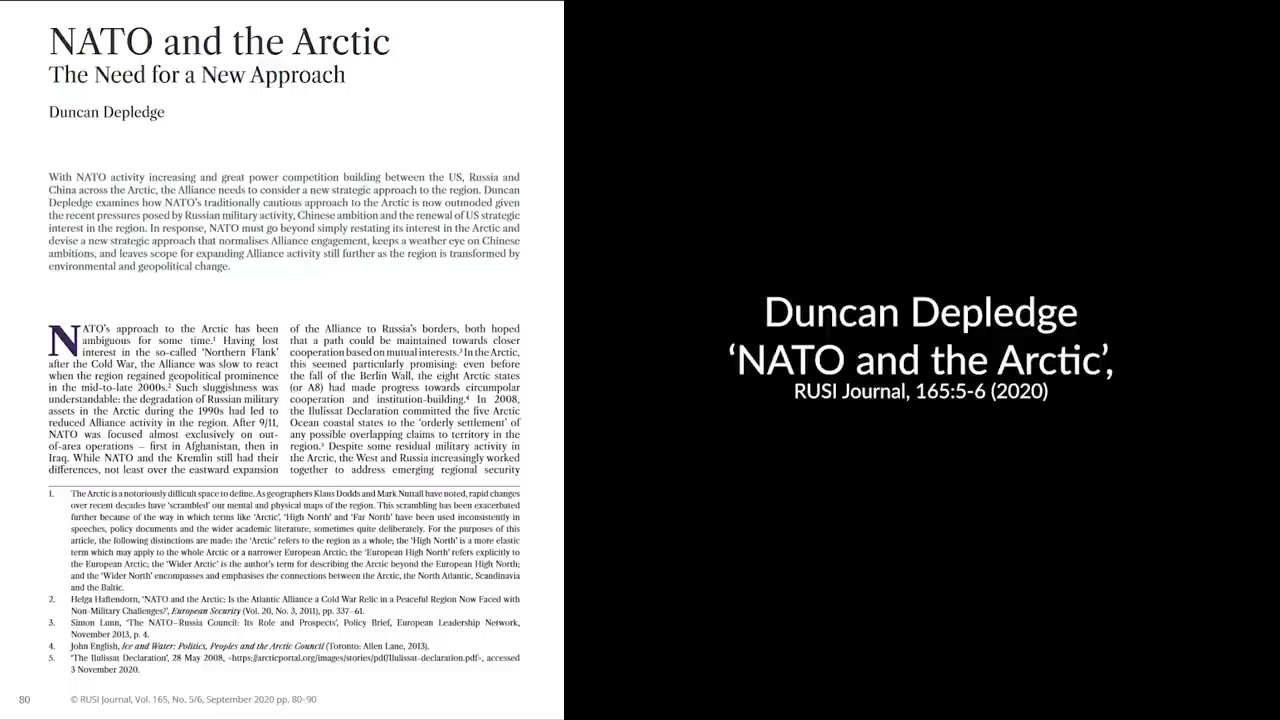 NATO and the Arctic
The Need for a New Approach
Duncan Depledge
With NATO activity increasing and great power competition building between the US, Russia and
China across the Arctic, the Alliance needs to consider a new strategic approach to the region. Duncan
Depledge examines how NATO's traditionally cautious approach to the Arctic is now outmoded given
the recent pressures posed by Russian military activity, Chinese ambition and the renewal of US strategic
interest in the region. In response, NATO must go beyond simply restating its interest in the Arctic and
devise a new strategic approach that normalises Alliance engagement, keeps a weather eye on Chinese
ambitions, and leaves scope for expanding Alliance activity still further as the region is transformed by
environmental and geopolitical change.
NATO's approach to the Arctic has been
ambiguous for some time.¹ Having lost
interest in the so-called 'Northern Flank'
after the Cold War, the Alliance was slow to react
when the region regained geopolitical prominence
in the mid-to-late 2000s.² Such sluggishness was
understandable: the degradation of Russian military
assets in the Arctic during the 1990s had led to
reduced Alliance activity in the region. After 9/11,
NATO was focused almost exclusively on out-
of-area operations – first in Afghanistan, then in
Iraq. While NATO and the Kremlin still had their
differences, not least over the eastward expansion
of the Alliance to Russia's borders, both hoped
that a path could be maintained towards closer
cooperation based on mutual interests.³ In the Arctic,
this seemed particularly promising: even before
the fall of the Berlin Wall, the eight Arctic states
(or A8) had made progress towards circumpolar
cooperation and institution-building.⁴ In 2008,
the Ilulissat Declaration committed the five Arctic
Ocean coastal states to the 'orderly settlement' of
any possible overlapping claims to territory in the
region.⁵ Despite some residual military activity in
the Arctic, the West and Russia increasingly worked
together to address emerging regional security
1. The Arctic is a notoriously difficult space to define. As geographers Klaus Dodds and Mark Nuttall have noted, rapid changes
over recent decades have 'scrambled' our mental and physical maps of the region. This scrambling has been exacerbated
further because of the way in which terms like 'Arctic', 'High North' and 'Far North' have been used inconsistently in
speeches, policy documents and the wider academic literature, sometimes quite deliberately. For the purposes of this
article, the following distinctions are made: the 'Arctic' refers to the region as a whole; the 'High North' is a more elastic
term which may apply to the whole Arctic or a narrower European Arctic; the 'European High North' refers explicitly to
the European Arctic; the 'Wider Arctic' is the author's term for describing the Arctic beyond the European High North;
and the 'Wider North' encompasses and emphasises the connections between the Arctic, the North Atlantic, Scandinavia
and the Baltic.
2. Helga Haftendorn, 'NATO and the Arctic: Is the Atlantic Alliance a Cold War Relic in a Peaceful Region Now Faced with
Non-Military Challenges?', European Security (Vol. 20, No. 3, 2011), pp. 337–61.
3. Simon Lunn, 'The NATO–Russia Council: Its Role and Prospects', Policy Brief, European Leadership Network,
November 2013, p. 4.
4. John English, Ice and Water: Politics, Peoples and the Arctic Council (Toronto: Allen Lane, 2013).
5. 'The Ilulissat Declaration', 28 May 2008, <https://arcticportal.org/images/stories/pdf/Ilulissat-declaration.pdf>, accessed
3 November 2020.
80 © RUSI Journal, Vol. 165, No. 5/6, September 2020 pp. 80–90
Duncan Depledge
'NATO and the Arctic',
RUSI Journal, 165:5-6 (2020)